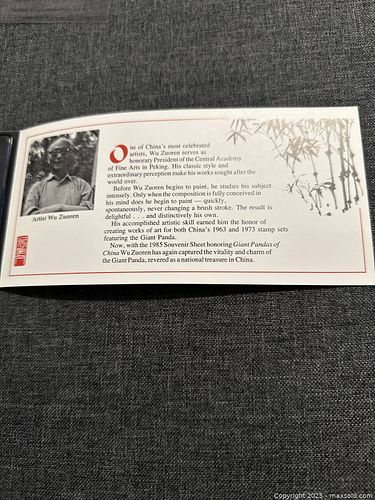 One of China's most celebrated
artists, Wu Zuoren serves as
honorary President of the Central Academy
of Fine Arts in Peking. His classic style and
extraordinary perception make his works sought after the
world over.
Before Wu Zuoren begins to paint, he studies his subject
intensely. Only when the composition is fully conceived in
his mind does he begin to paint — quickly,
spontaneously, never changing a brush stroke. The result is
delightful . . . and distinctively his own.
His accomplished artistic skill earned him the honor of
creating works of art for both China's 1963 and 1973 stamp sets
featuring the Giant Panda.
Now, with the 1985 Souvenir Sheet honoring Giant Pandas of
China Wu Zuoren has again captured the vitality and charm of
the Giant Panda, revered as a national treasure in China.
Artist Wu Zuoren
Copyright 2025 - maxsold.com